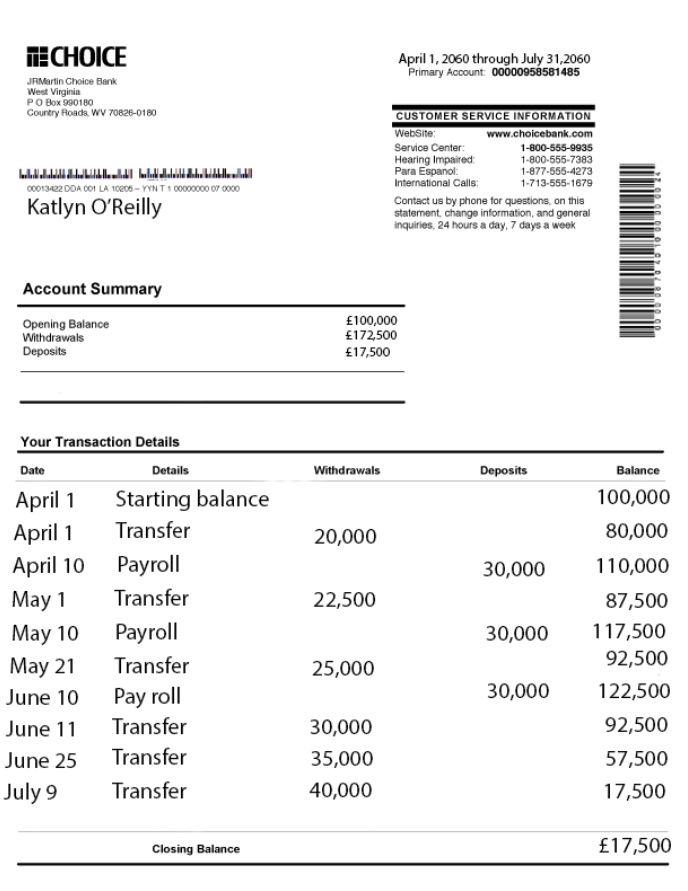 CHOICE
JRMartin Choice Bank
West Virginia
P O Box 990180
Country Roads, WV 70826-0180
April 1, 2060 through July 31,2060
Primary Account: 00000958581485
CUSTOMER SERVICE INFORMATION
WebSite: www.choicebank.com
Service Center: 1-800-555-9935
Hearing Impaired: 1-800-555-7383
Para Espanol: 1-877-555-4273
International Calls: 1-713-555-1679
Contact us by phone for questions, on this
statement, change information, and general
inquiries, 24 hours a day, 7 days a week
00013422 DDA 001 LA 10205 – YYN T 1 00000000 07 0000
Katlyn O'Reilly
Account Summary
Opening Balance £100,000
Withdrawals £172,500
Deposits £17,500
Your Transaction Details
Date Details Withdrawals Deposits Balance
April 1 Starting balance 100,000
April 1 Transfer 20,000 80,000
April 10 Payroll 30,000 110,000
May 1 Transfer 22,500 87,500
May 10 Payroll 30,000 117,500
May 21 Transfer 25,000 92,500
June 10 Pay roll 30,000 122,500
June 11 Transfer 30,000 92,500
June 25 Transfer 35,000 57,500
July 9 Transfer 40,000 17,500
Closing Balance £17,500